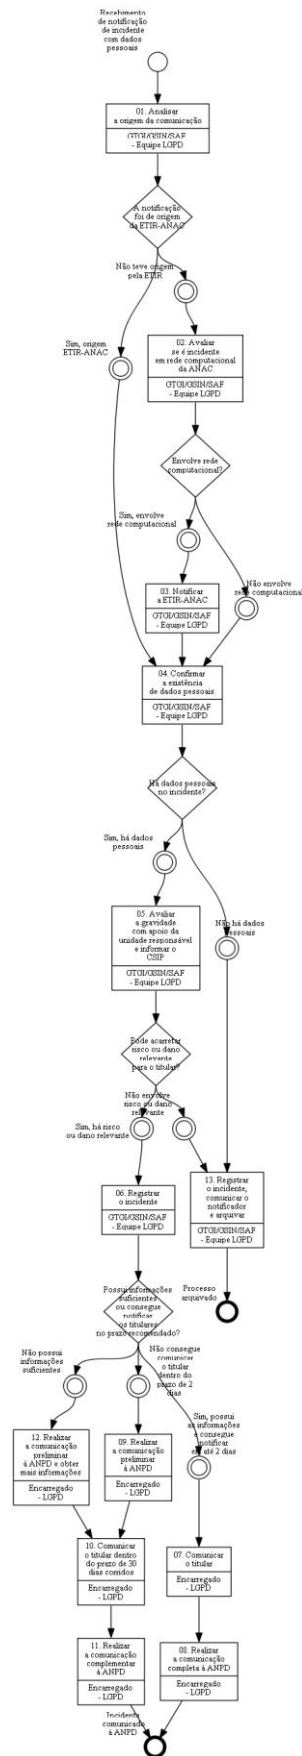 Recebimento
de notificação
de incidente
com dados
pessoais
01. Analisar
a origem da comunicação
GTGI/GSIN/SAF
- Equipe LGPD
A notificação
foi de origem
da ETIR-ANAC
Não teve origem
pela ETIR
Sim, origem
ETIR-ANAC
02. Avaliar
se é incidente
em rede computacional
da ANAC
GTGI/GSIN/SAF
- Equipe LGPD
Envolve rede
computacional?
Sim, envolve
rede computacional
Não envolve
rede computacional
03. Notificar
a ETIR-ANAC
GTGI/GSIN/SAF
- Equipe LGPD
04. Confirmar
a existência
de dados pessoais
GTGI/GSIN/SAF
- Equipe LGPD
Há dados pessoais
no incidente?
Sim, há dados
pessoais
Não há dados
pessoais
05. Avaliar
a gravidade
com apoio da
unidade responsável
e informar o
CSIP
GTGI/GSIN/SAF
- Equipe LGPD
Pode acarretar
risco ou dano
relevante
para o titular?
Não envolve
risco ou dano
relevante
Sim, há risco
ou dano relevante
06. Registrar
o incidente
GTGI/GSIN/SAF
- Equipe LGPD
13. Registrar
o incidente,
comunicar o
notificador
e arquivar
GTGI/GSIN/SAF
- Equipe LGPD
Processo
arquivado
Possui informações
suficientes
ou consegue
notificar
os titulares
no prazo recomendado?
Não possui
informações
suficientes
Não consegue
comunicar
o titular
dentro do
prazo de 2
dias
Sim, possui
as informações
e consegue
notificar
em até 2 dias
12. Realizar
a comunicação
preliminar
à ANPD e obter
mais informações
Encarregado
- LGPD
09. Realizar
a comunicação
preliminar
à ANPD
Encarregado
- LGPD
10. Comunicar
o titular dentro
do prazo de 30
dias corridos
Encarregado
- LGPD
07. Comunicar
o titular
Encarregado
- LGPD
11. Realizar
a comunicação
complementar
à ANPD
Encarregado
- LGPD
08. Realizar
a comunicação
completa à ANPD
Encarregado
- LGPD
Incidente
comunicado
à ANPD